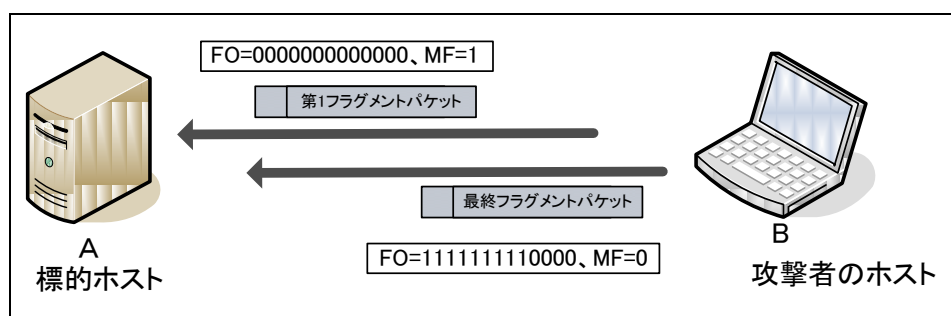 FO=0000000000000、MF=1
第1フラグメントパケット
最終フラグメントパケット
FO=1111111110000、MF=0
A
標的ホスト
B
攻撃者のホスト